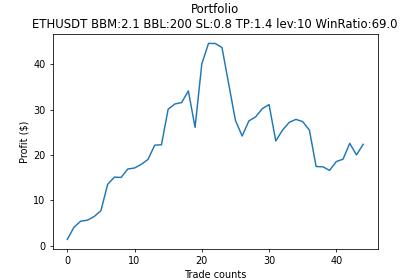 Portfolio
ETHUSDT BBM:2.1 BBL:200 SL:0.8 TP:1.4 lev:10 WinRatio:69.0
Profit ($)
40
30
20
10
0
0 10 20 30 40
Trade counts